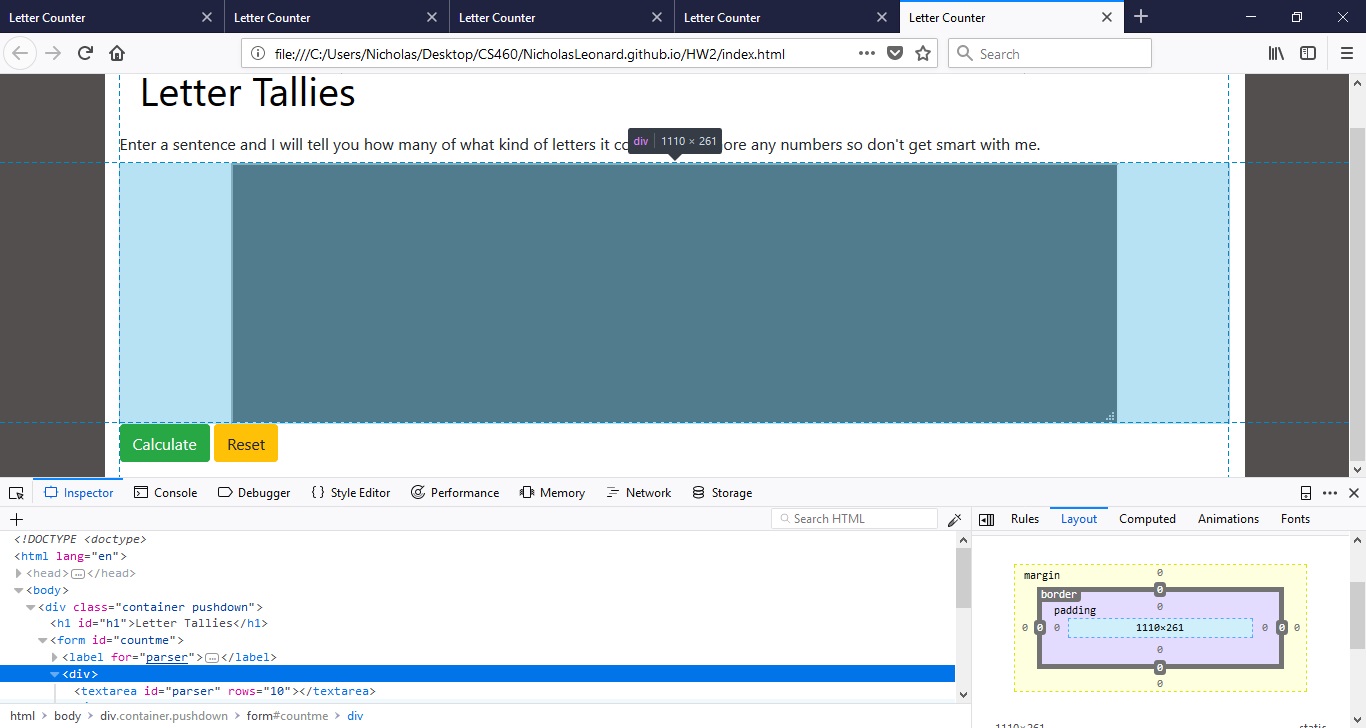 Letter Counter Letter Counter Letter Counter Letter Counter Letter Counter
file:///C:/Users/Nicholas/Desktop/CS460/NicholasLeonard.github.io/HW2/index.html Search
Letter Tallies
Enter a sentence and I will tell you how many of what kind of letters it co ore any numbers so don't get smart with me.
div 1110 × 261
Calculate Reset
Inspector Console Debugger {} Style Editor Performance Memory Network Storage
Search HTML Rules Layout Computed Animations Fonts
<!DOCTYPE <doctype>
<html lang="en">
<head>…</head>
<body>
<div class="container pushdown">
<h1 id="h1">Letter Tallies</h1>
<form id="countme">
<label for="parser">…</label>
<div>
<textarea id="parser" rows="10"></textarea>
html > body > div.container.pushdown > form#countme > div
margin 0
border 0
padding 0
0 0 0 1110×261 0 0 0
0
0
0
1110×261 static